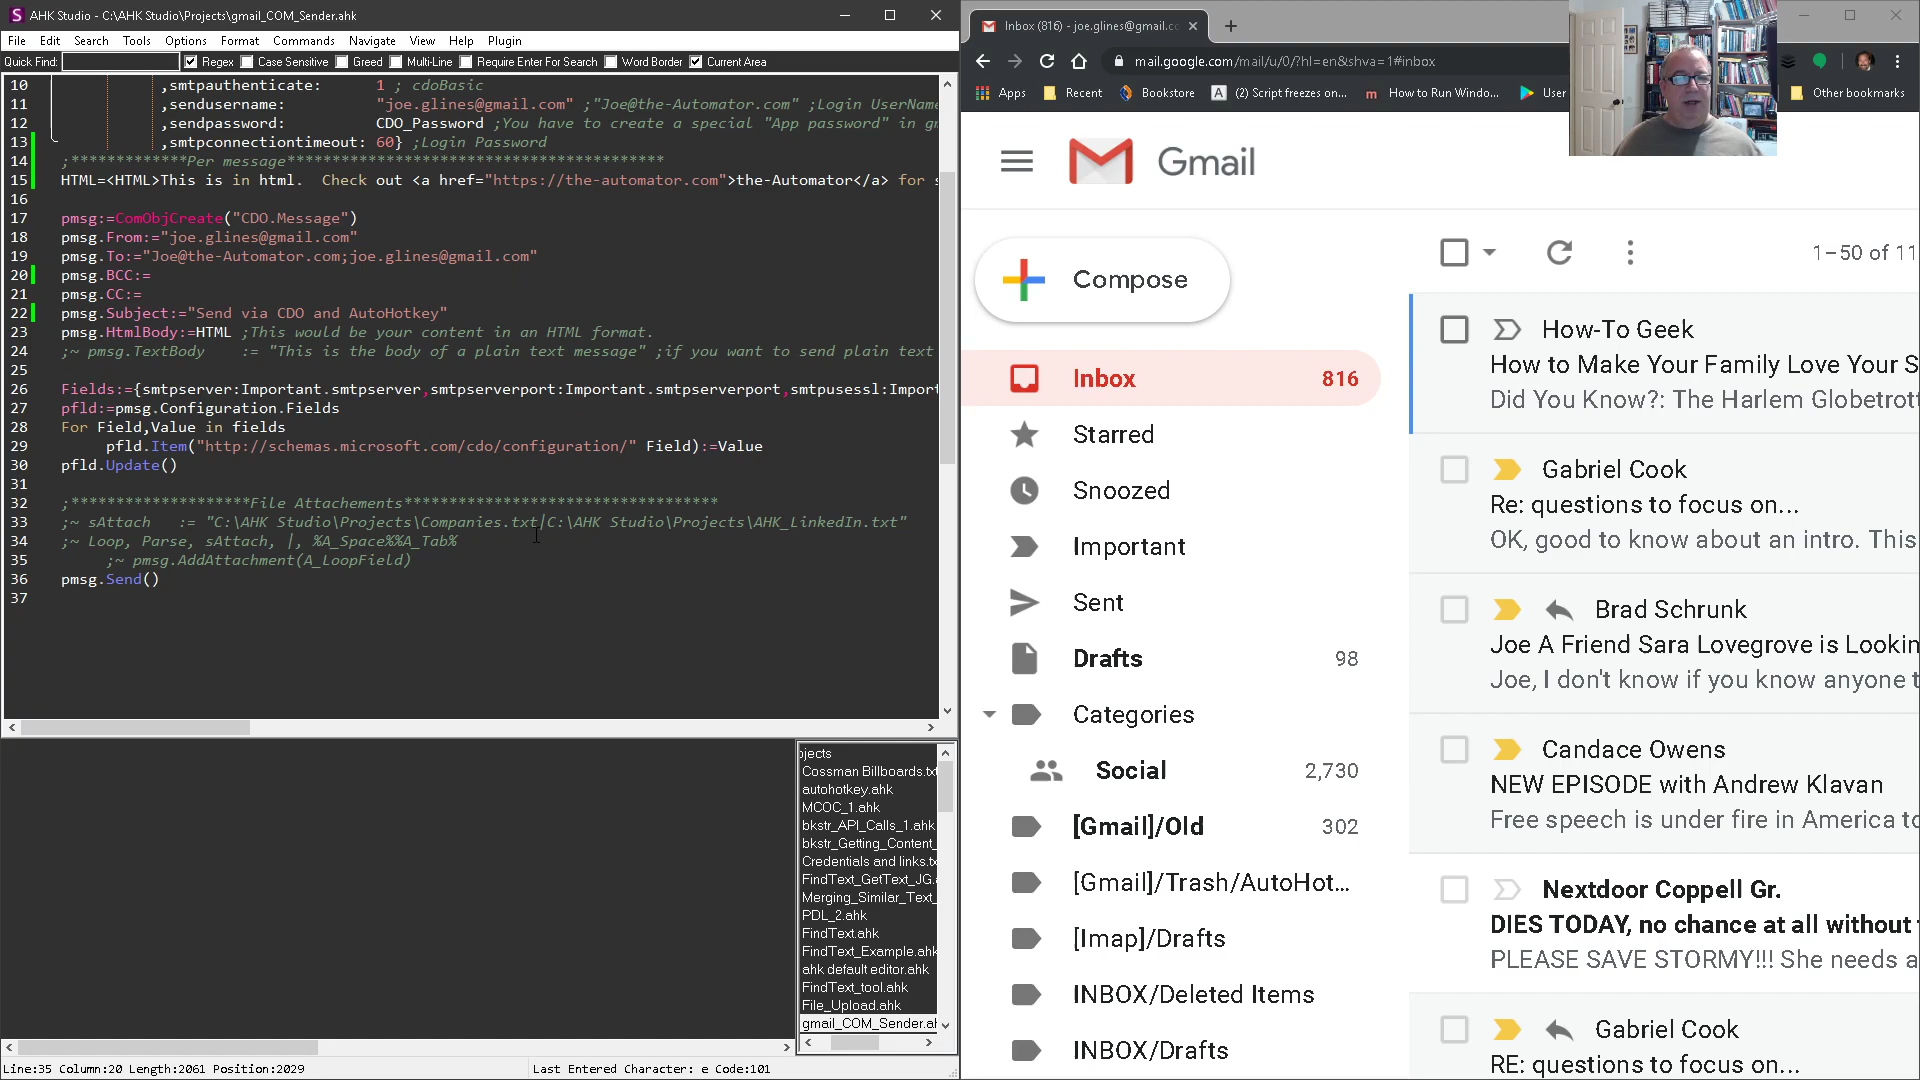 AHK Studio - C:\AHK Studio\Projects\gmail_COM_Sender.ahk
File Edit Search Tools Options Format Commands Navigate View Help Plugin
Quick Find: Regex Case Sensitive Greed Multi-Line Require Enter For Search Word Border Current Area
10 ,smtpauthenticate: 1 ; cdoBasic
11 ,sendusername: "joe.glines@gmail.com" ;"Joe@the-Automator.com" ;Login UserName
12 ,sendpassword: CDO_Password ;You have to create a special "App password" in gm
13 ,smtpconnectiontimeout: 60} ;Login Password
14 ;*************Per message******************************************
15 HTML=<HTML>This is in html.  Check out <a href="https://the-automator.com">the-Automator</a> for s
16
17 pmsg:=ComObjCreate("CDO.Message")
18 pmsg.From:="joe.glines@gmail.com"
19 pmsg.To:="Joe@the-Automator.com;joe.glines@gmail.com"
20 pmsg.BCC:=
21 pmsg.CC:=
22 pmsg.Subject:="Send via CDO and AutoHotkey"
23 pmsg.HtmlBody:=HTML ;This would be your content in an HTML format.
24 ;~ pmsg.TextBody := "This is the body of a plain text message" ;if you want to send plain text
25
26 Fields:={smtpserver:Important.smtpserver,smtpserverport:Important.smtpserverport,smtpusessl:Import
27 pfld:=pmsg.Configuration.Fields
28 For Field,Value in fields
29 pfld.Item("http://schemas.microsoft.com/cdo/configuration/" Field):=Value
30 pfld.Update()
31
32 ;********************File Attachements***********************************
33 ;~ sAttach := "C:\AHK Studio\Projects\Companies.txt|C:\AHK Studio\Projects\AHK_LinkedIn.txt"
34 ;~ Loop, Parse, sAttach, |, %A_Space%%A_Tab%
35 ;~ pmsg.AddAttachment(A_LoopField)
36 pmsg.Send()
37
ojects
Cossman Billboards.txt
autohotkey.ahk
MCOC_1.ahk
bkstr_API_Calls_1.ahk
bkstr_Getting_Content_
Credentials and links.tx
FindText_GetText_JG.
Merging_Similar_Text_
PDL_2.ahk
FindText.ahk
FindText_Example.ahk
ahk default editor.ahk
FindText_tool.ahk
File_Upload.ahk
gmail_COM_Sender.ah
Line:35 Column:20 Length:2061 Position:2029
Last Entered Character: e Code:101
Inbox (816) - joe.glines@gmail.co
mail.google.com/mail/u/0/?hl=en&shva=1#inbox
Apps Recent Bookstore (2) Script freezes on... How to Run Windo... User Other bookmarks
Gmail
Compose
1–50 of 11
Inbox 816
Starred
Snoozed
Important
Sent
Drafts 98
Categories
Social 2,730
[Gmail]/Old 302
[Gmail]/Trash/AutoHot...
[Imap]/Drafts
INBOX/Deleted Items
INBOX/Drafts
How-To Geek
How to Make Your Family Love Your S
Did You Know?: The Harlem Globetrott
Gabriel Cook
Re: questions to focus on...
OK, good to know about an intro. This
Brad Schrunk
Joe A Friend Sara Lovegrove is Lookin
Joe, I don't know if you know anyone t
Candace Owens
NEW EPISODE with Andrew Klavan
Free speech is under fire in America to
Nextdoor Coppell Gr.
DIES TODAY, no chance at all without
PLEASE SAVE STORMY!!! She needs a
Gabriel Cook
RE: questions to focus on...